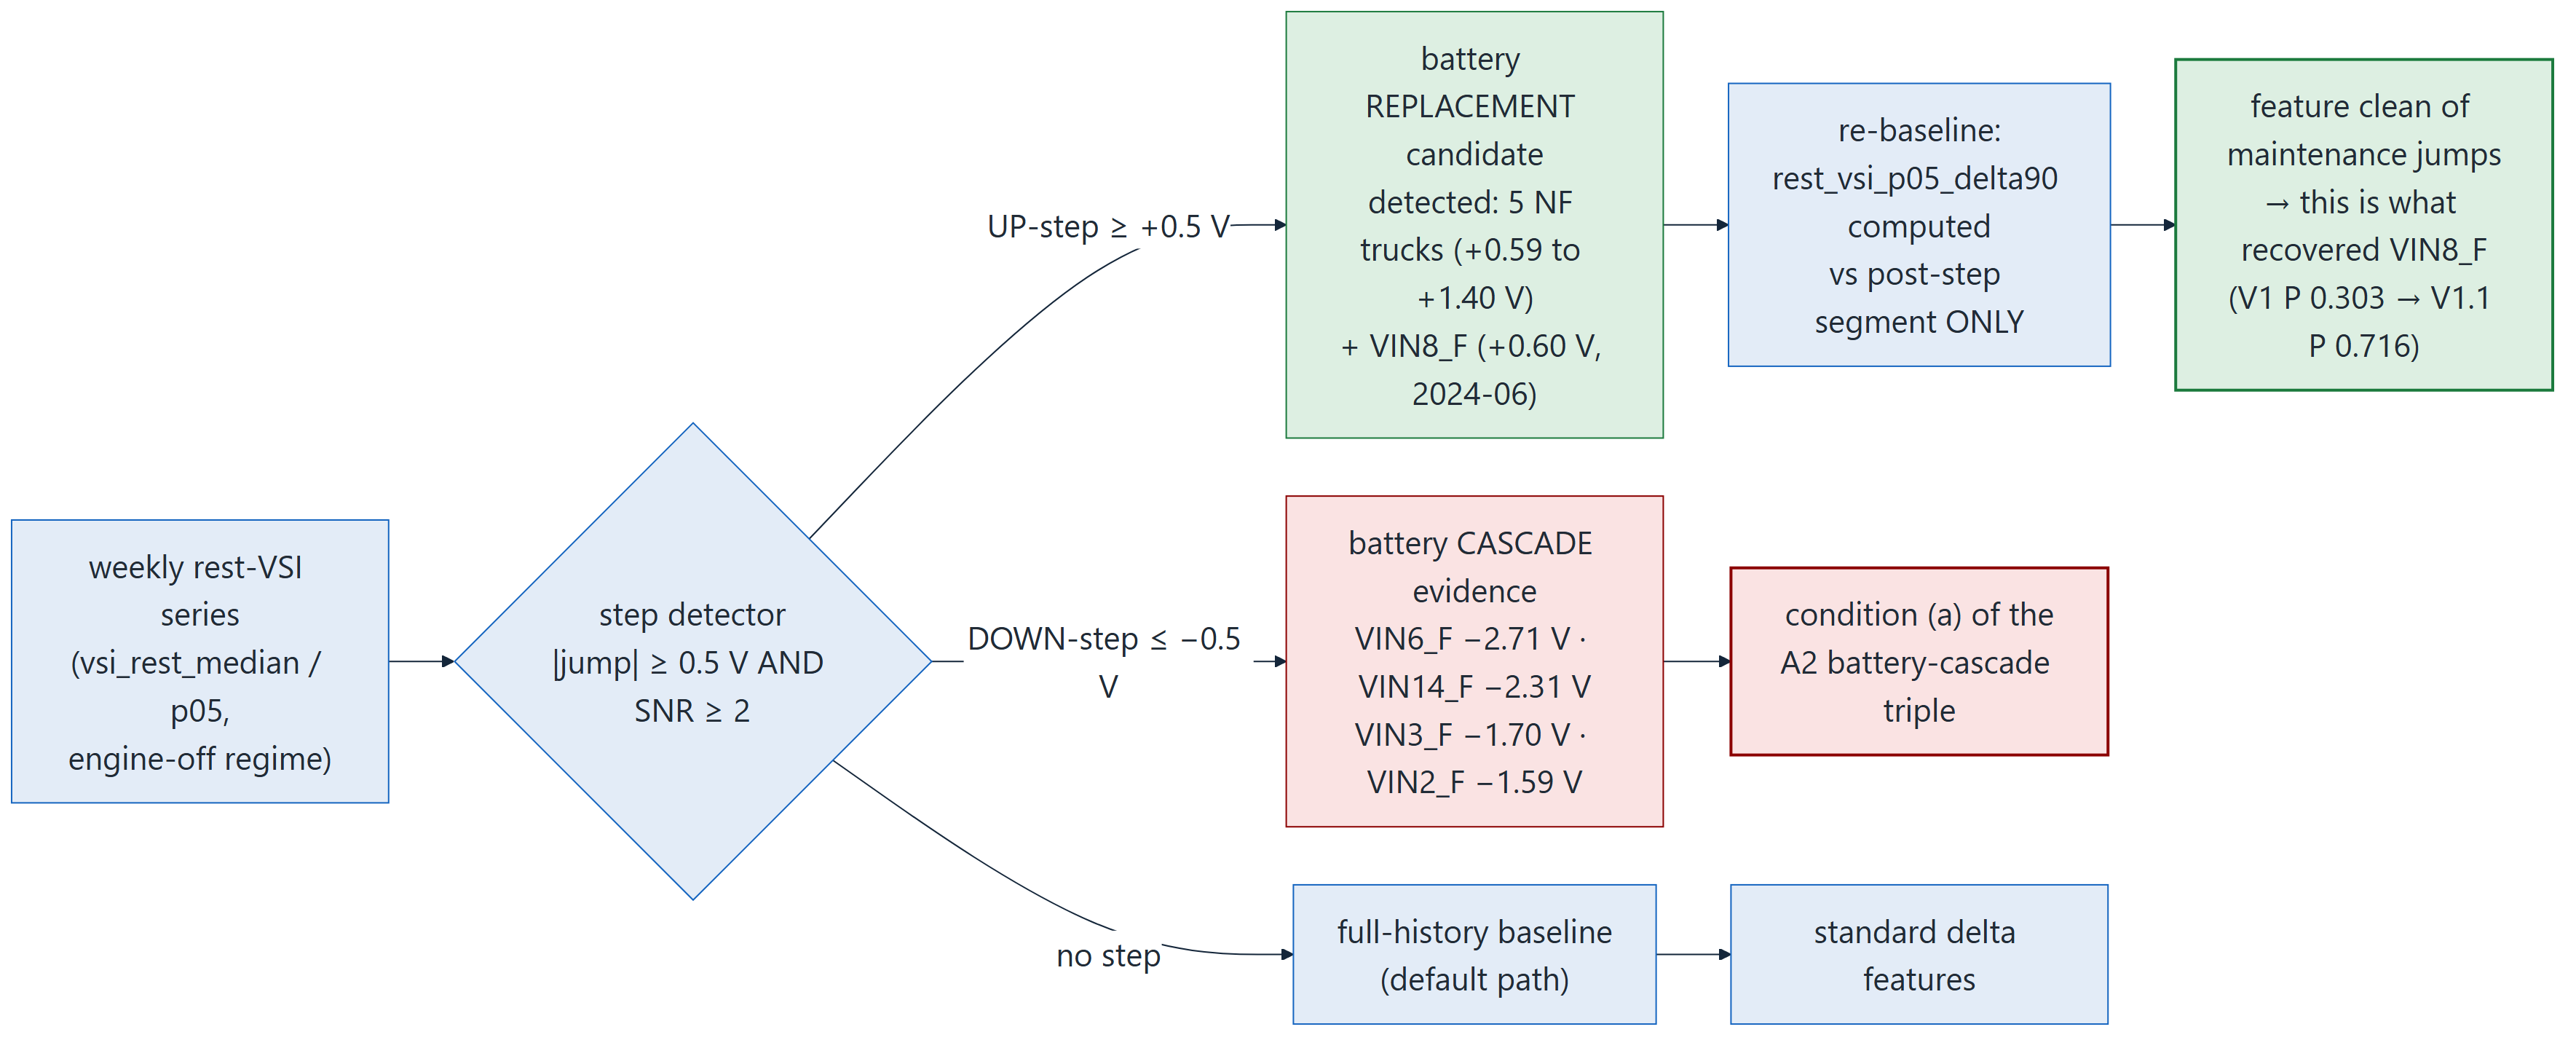 weekly rest-VSI
series
(vsi_rest_median /
p05,
engine-off regime)
step detector
|jump| ≥ 0.5 V AND
SNR ≥ 2
UP-step ≥ +0.5 V
battery
REPLACEMENT
candidate
detected: 5 NF
trucks (+0.59 to
+1.40 V)
+ VIN8_F (+0.60 V,
2024-06)
re-baseline:
rest_vsi_p05_delta90
computed
vs post-step
segment ONLY
feature clean of
maintenance jumps
→ this is what
recovered VIN8_F
(V1 P 0.303 → V1.1
P 0.716)
DOWN-step ≤ −0.5
V
battery CASCADE
evidence
VIN6_F −2.71 V ·
VIN14_F −2.31 V
VIN3_F −1.70 V ·
VIN2_F −1.59 V
condition (a) of the
A2 battery-cascade
triple
no step
full-history baseline
(default path)
standard delta
features